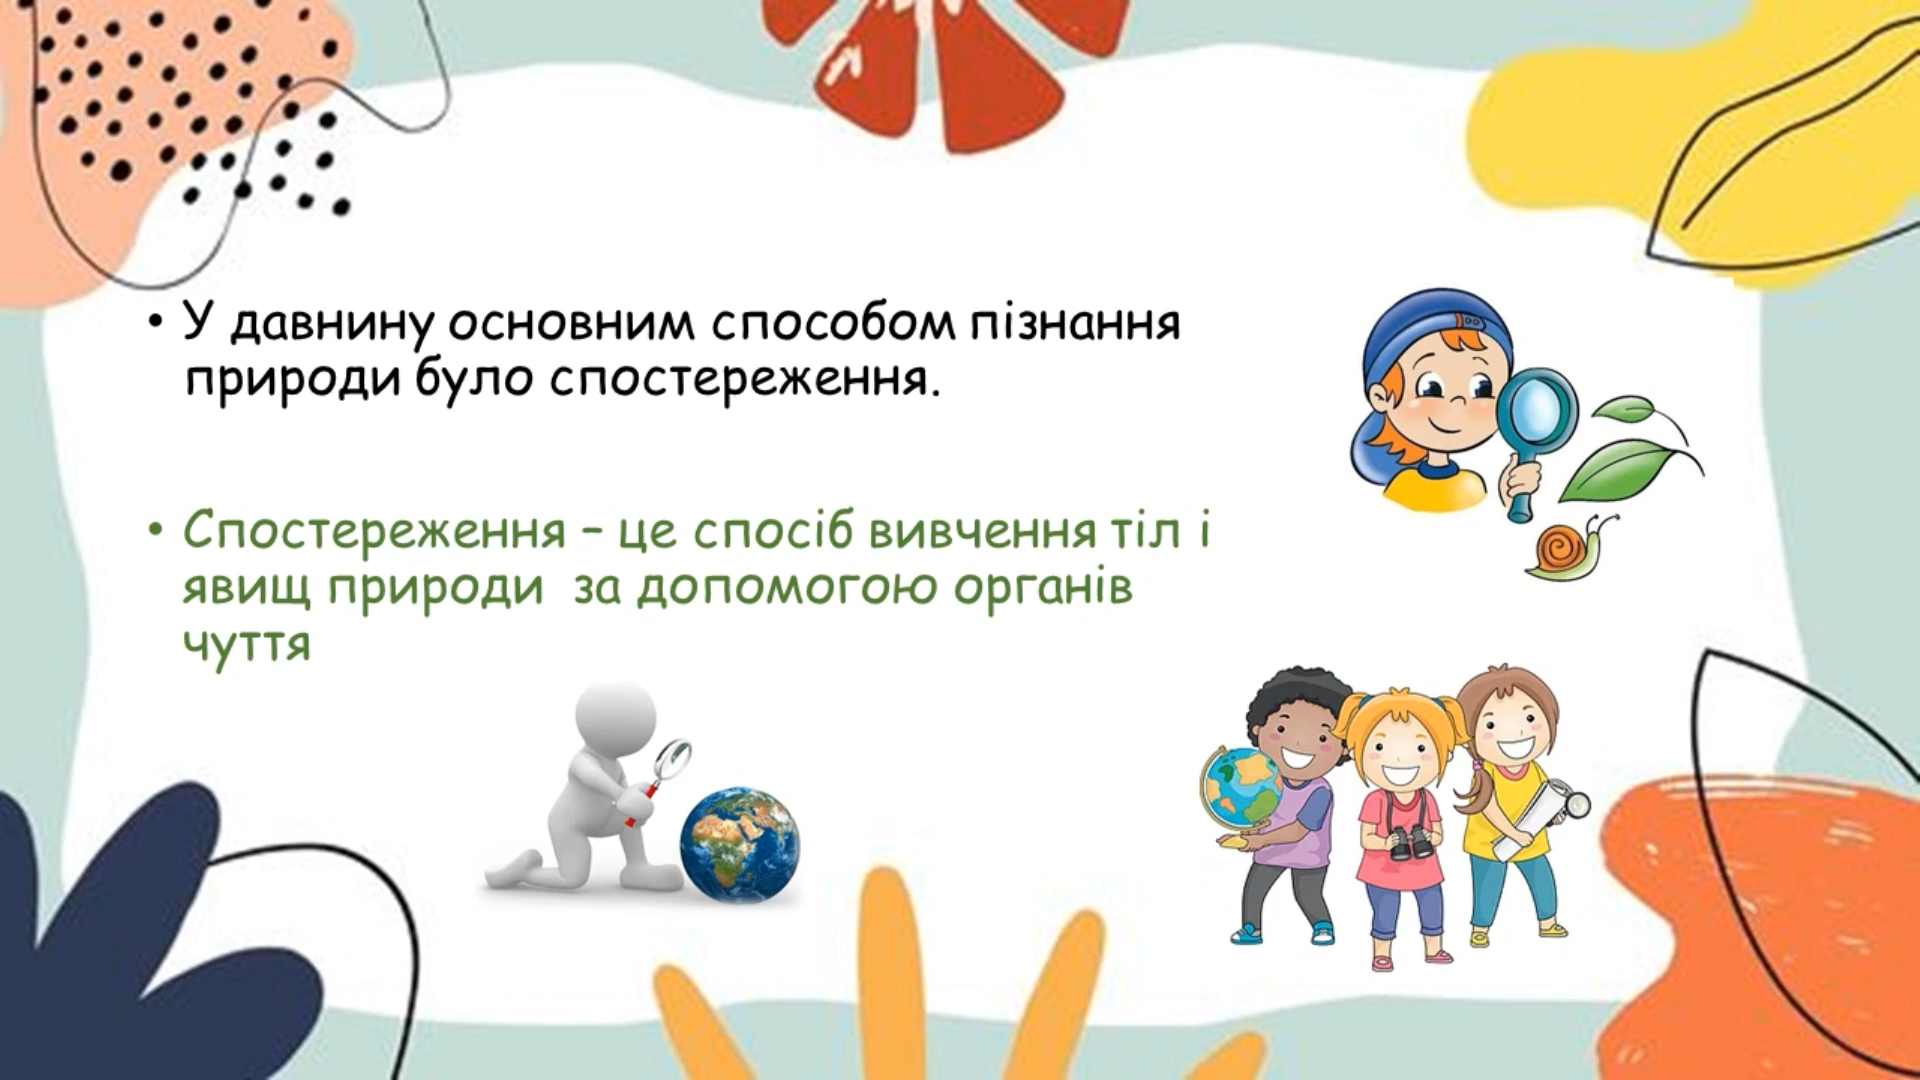 • У давнину основним способом пізнання
природи було спостереження.
• Спостереження – це спосіб вивчення тіл і
явищ природи  за допомогою органів
чуття